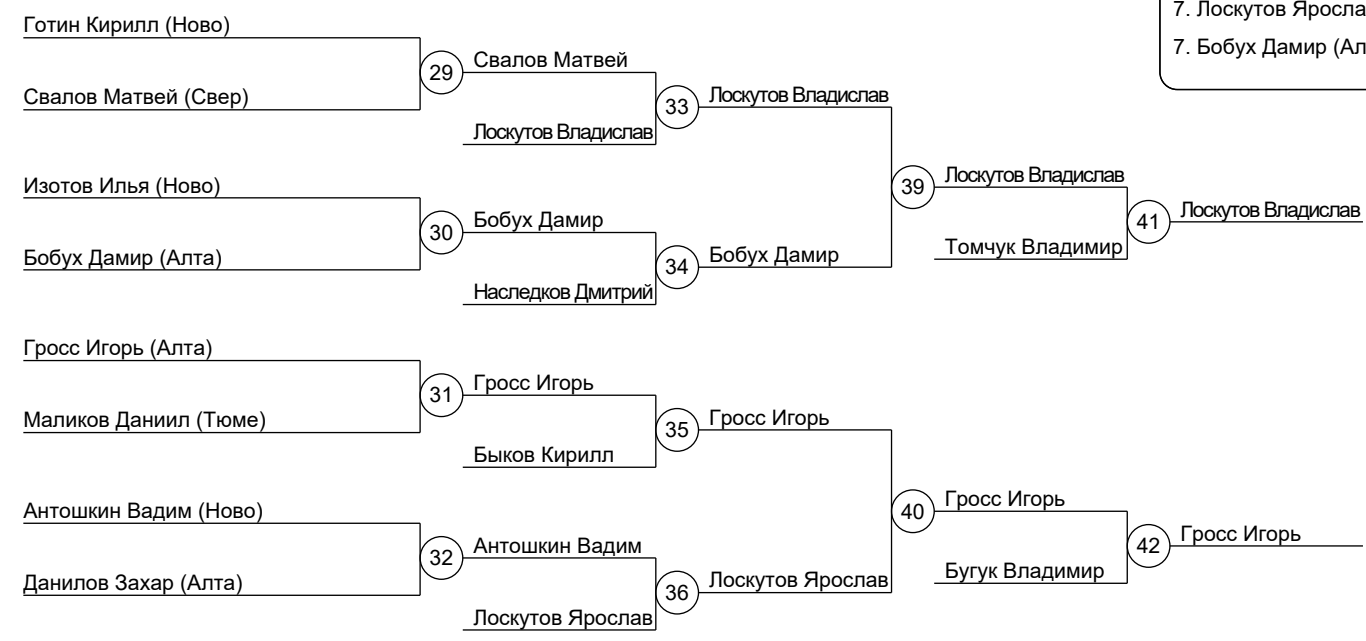 7. Лоскутов Яросла
7. Бобух Дамир (Ал
Готин Кирилл (Ново)
29
Свалов Матвей
Свалов Матвей (Свер)
33
Лоскутов Владислав
Лоскутов Владислав
39
Лоскутов Владислав
Изотов Илья (Ново)
41
Лоскутов Владислав
30
Бобух Дамир
Томчук Владимир
Бобух Дамир (Алта)
34
Бобух Дамир
Наследков Дмитрий
Гросс Игорь (Алта)
31
Гросс Игорь
Маликов Даниил (Тюме)
35
Гросс Игорь
Быков Кирилл
40
Гросс Игорь
Антошкин Вадим (Ново)
42
Гросс Игорь
32
Антошкин Вадим
Бугук Владимир
Данилов Захар (Алта)
36
Лоскутов Ярослав
Лоскутов Ярослав